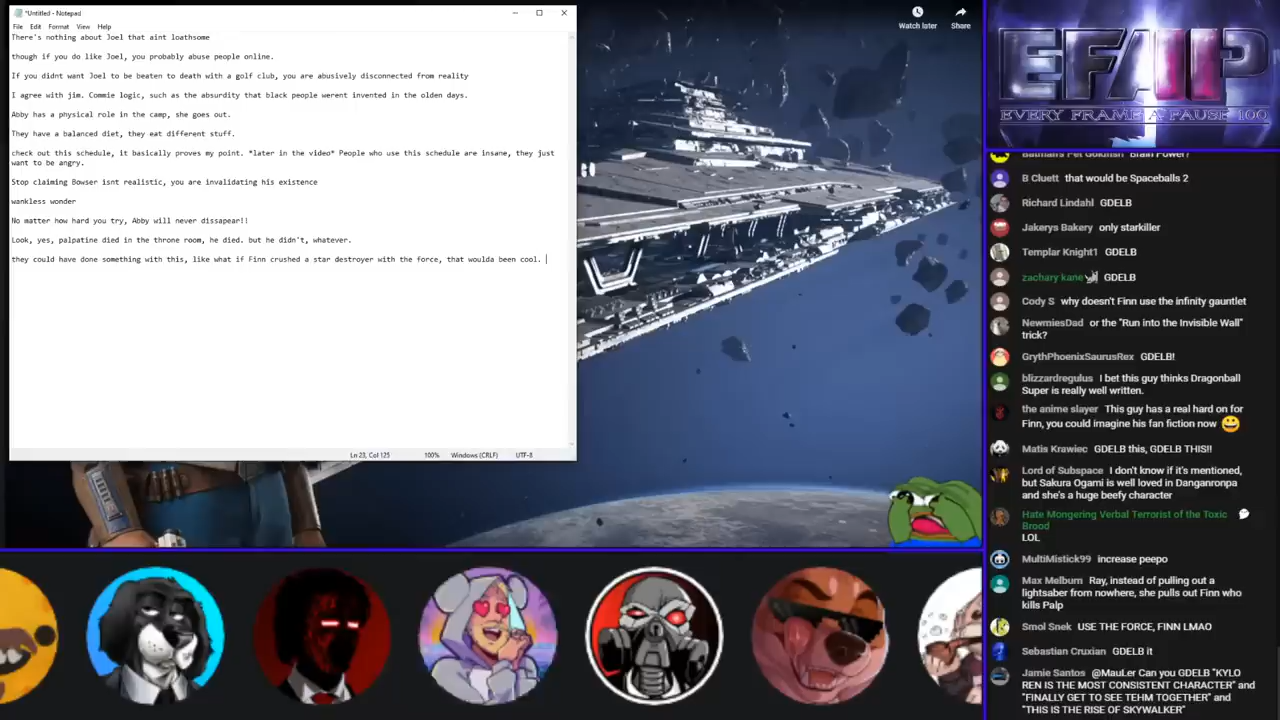 *Untitled - Notepad
File Edit Format View Help
There's nothing about Joel that aint loathsome
though if you do like Joel, you probably abuse people online.
If you didnt want Joel to be beaten to death with a golf club, you are abusively disconnected from reality
I agree with jim. Commie logic, such as the absurdity that black people werent invented in the olden days.
Abby has a physical role in the camp, she goes out.
They have a balanced diet, they eat different stuff.
check out this schedule, it basically proves my point. *later in the video* People who use this schedule are insane, they just
want to be angry.
Stop claiming Bowser isnt realistic, you are invalidating his existence
wankless wonder
No matter how hard you try, Abby will never dissapear!!
Look, yes, palpatine died in the throne room, he died. but he didn't, whatever.
they could have done something with this, like what if Finn crushed a star destroyer with the force, that woulda been cool.
Ln 23, Col 125
100%
Windows (CRLF)
UTF-8
Watch later
Share
EFAP
EVERY FRAME A PAUSE 100
Batmans Pet Goldfish Brain Power?
B Cluett that would be Spaceballs 2
Richard Lindahl GDELB
Jakerys Bakery only starkiller
Templar Knight1 GDELB
zachary kane GDELB
Cody S why doesn't Finn use the infinity gauntlet
NewmiesDad or the "Run into the Invisible Wall"
trick?
GrythPhoenixSaurusRex GDELB!
blizzardregulus I bet this guy thinks Dragonball
Super is really well written.
the anime slayer This guy has a real hard on for
Finn, you could imagine his fan fiction now
Matis Krawiec GDELB this, GDELB THIS!!
Lord of Subspace I don't know if it's mentioned,
but Sakura Ogami is well loved in Danganronpa
and she's a huge beefy character
Hate Mongering Verbal Terrorist of the Toxic
Brood
LOL
MultiMistick99 increase peepo
Max Melbum Ray, instead of pulling out a
lightsaber from nowhere, she pulls out Finn who
kills Palp
Smol Snek USE THE FORCE, FINN LMAO
Sebastian Cruxian GDELB it
Jamie Santos @MauLer Can you GDELB "KYLO
REN IS THE MOST CONSISTENT CHARACTER" and
"FINALLY GET TO SEE TEHM TOGETHER" and
"THIS IS THE RISE OF SKYWALKER"